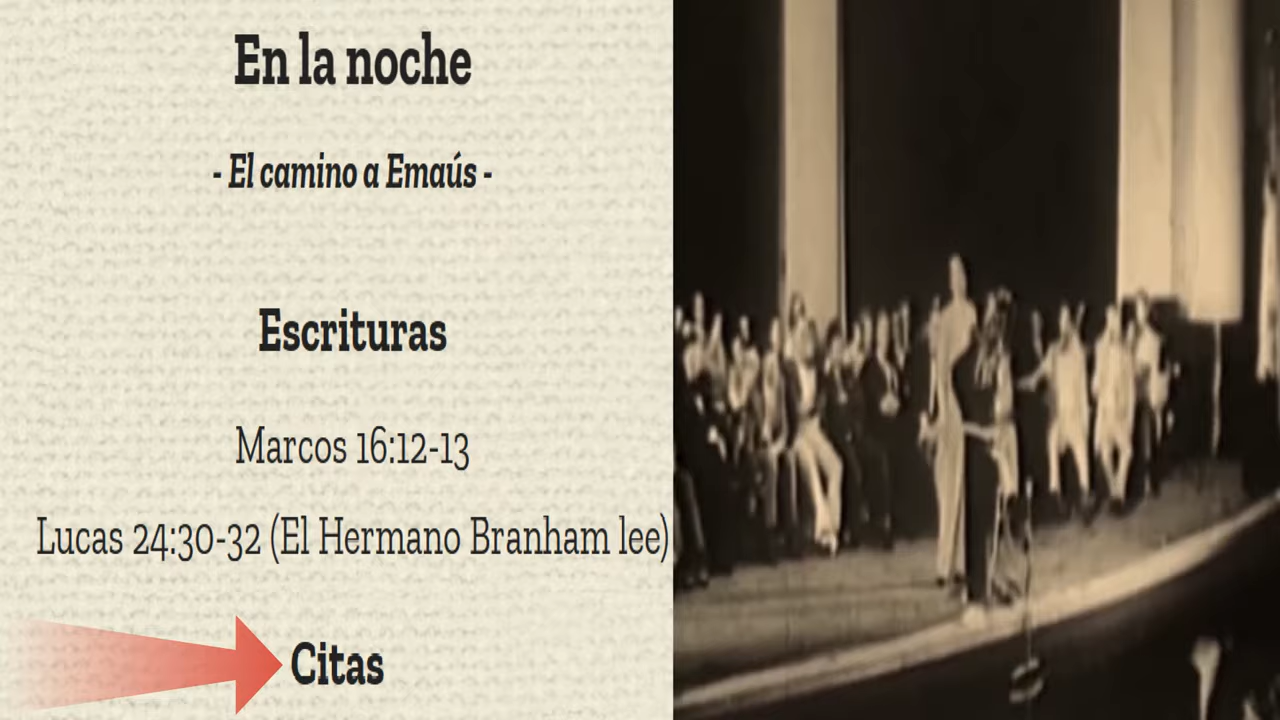 En la noche
- El camino a Emaús -
Escrituras
Marcos 16:12-13
Lucas 24:30-32 (El Hermano Branham lee)
Citas